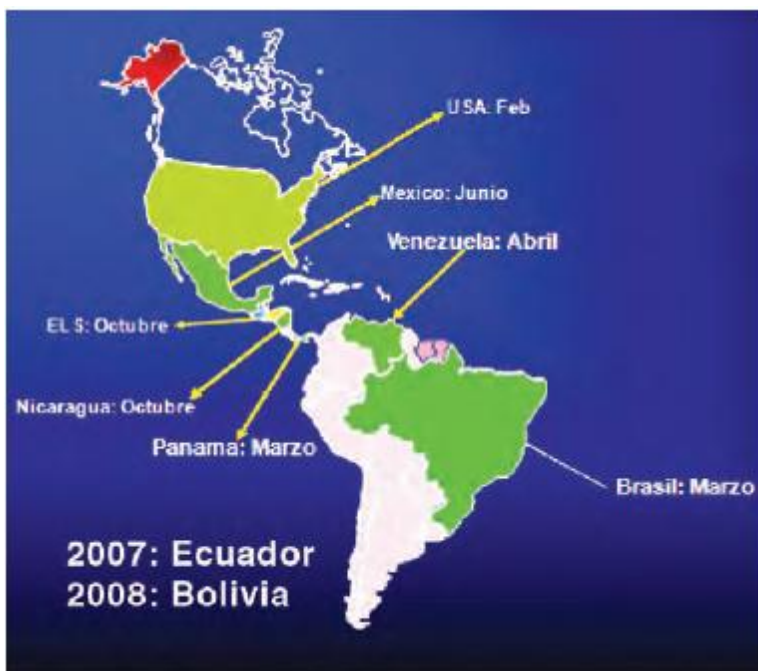 USA: Feb
Mexico: Junio
Venezuela: Abril
EL S: Octubre
Nicaragua: Octubre
Panama: Marzo
Brasil: Marzo
2007: Ecuador
2008: Bolivia